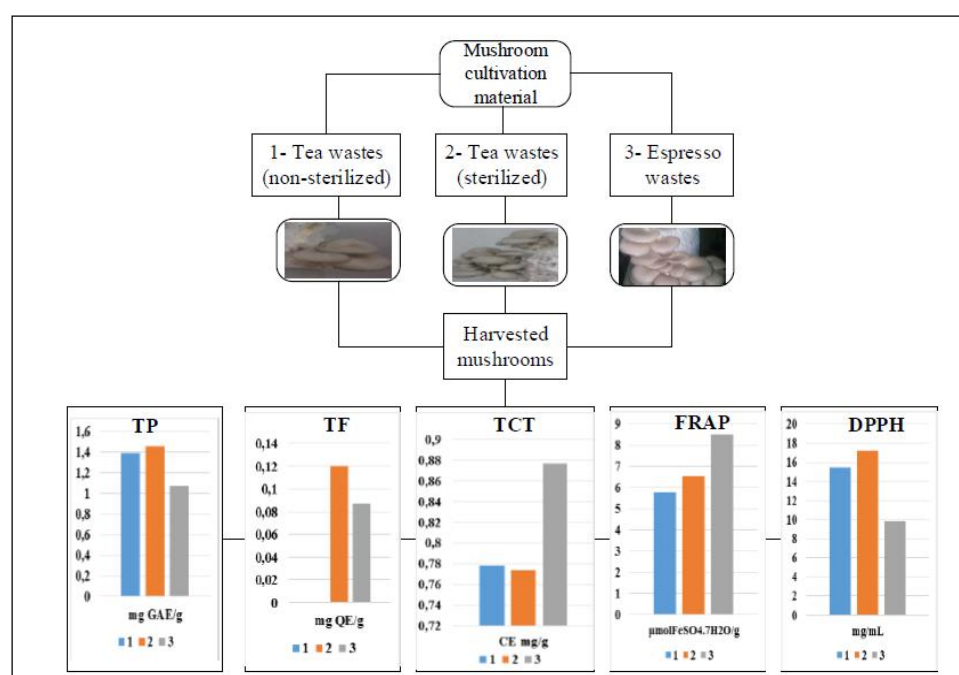 Mushroom
cultivation
material
1- Tea wastes
(non-sterilized)
2- Tea wastes
(sterilized)
3- Espresso
wastes
Harvested
mushrooms
TP
1,6
1,4
1,2
1
0,8
0,6
0,4
0,2
0
mg GAE/g
1 2 3
TF
0,14
0,12
0,1
0,08
0,06
0,04
0,02
0
mg QE/g
1 2 3
TCT
0,9
0,88
0,86
0,84
0,82
0,8
0,78
0,76
0,74
0,72
CE mg/g
1 2 3
FRAP
9
8
7
6
5
4
3
2
1
0
µmolFeSO4.7H2O/g
1 2 3
DPPH
20
18
16
14
12
10
8
6
4
2
0
mg/mL
1 2 3